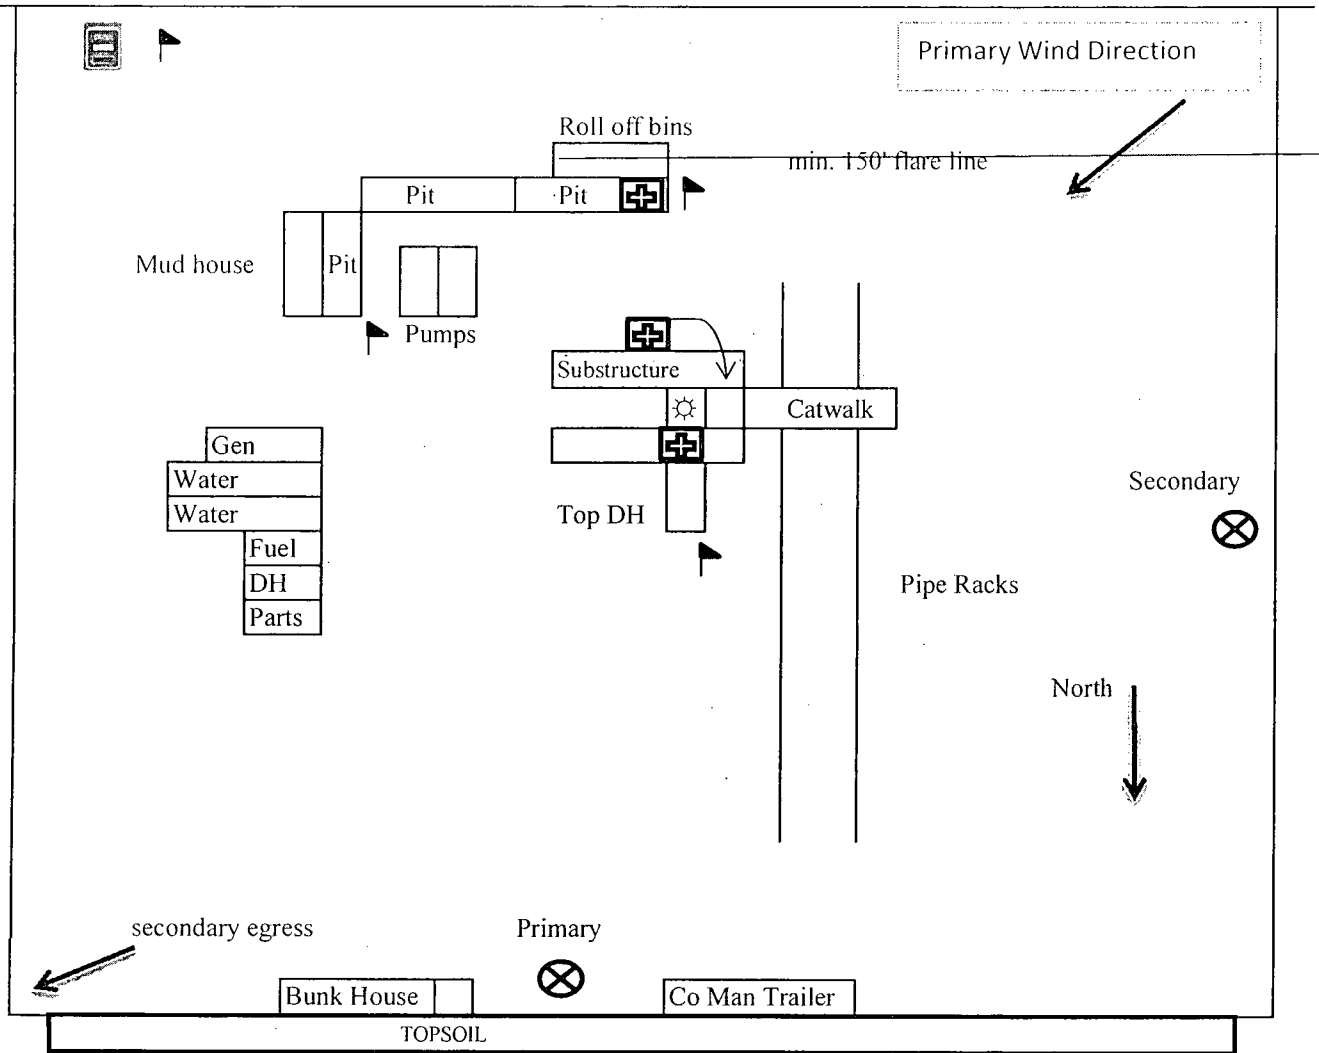 Primary Wind Direction
Roll off bins
min. 150' flare line
Pit
Pit
Mud house
Pit
Pumps
Substructure
Catwalk
Gen
Water
Water
Secondary
Top DH
Fuel
DH
Pipe Racks
Parts
North
secondary egress
Primary
Bunk House
Co Man Trailer
TOPSOIL